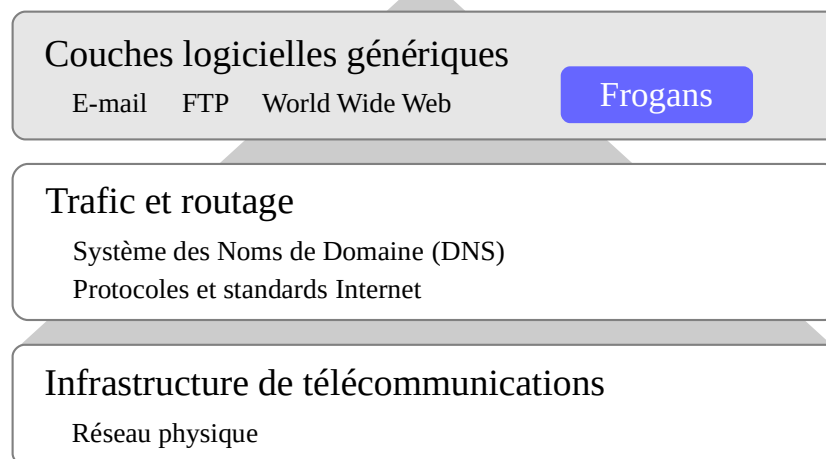 Couches logicielles génériques
E-mail FTP World Wide Web
Frogans
Trafic et routage
Système des Noms de Domaine (DNS)
Protocoles et standards Internet
Infrastructure de télécommunications
Réseau physique